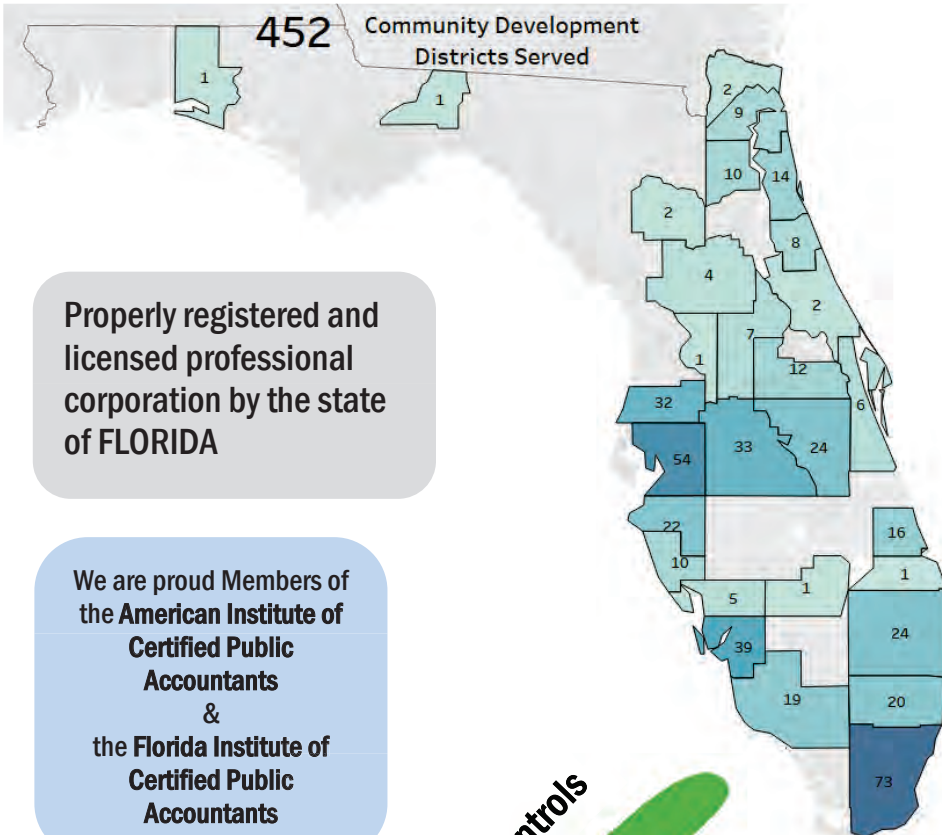 452 Community Development
Districts Served
1
1
2
9
10
14
2
8
4
2
7
1
12
32
6
33
24
54
22
16
10
1
5
1
24
39
19
20
73
Properly registered and
licensed professional
corporation by the state
of FLORIDA
We are proud Members of
the American Institute of
Certified Public
Accountants
&
the Florida Institute of
Certified Public
Accountants